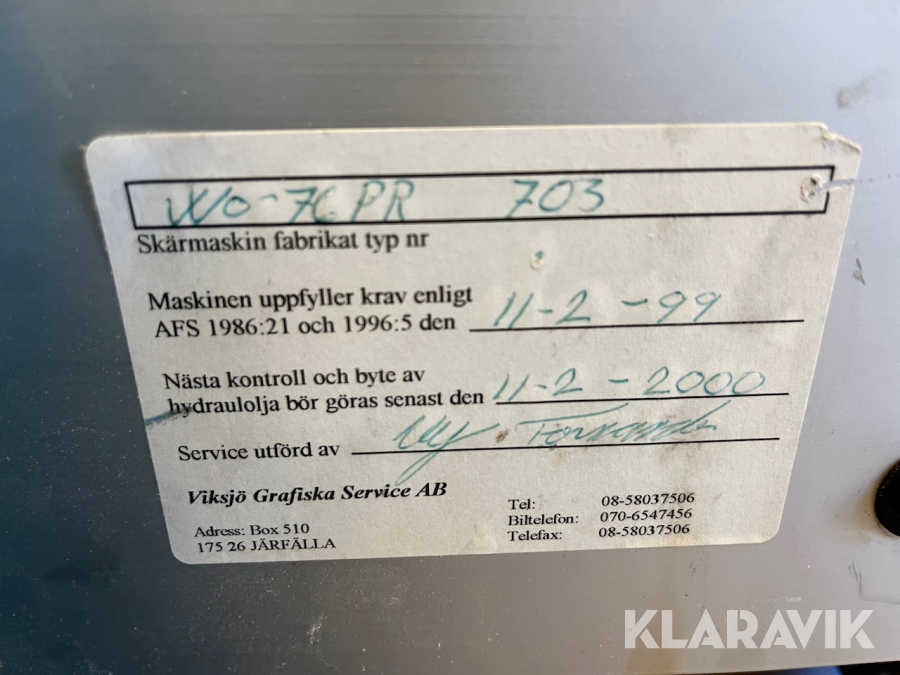 WO-76 PR 703
Skärmaskin fabrikat typ nr
Maskinen uppfyller krav enligt
AFS 1986:21 och 1996:5 den 11-2-99
Nästa kontroll och byte av
hydraulolja bör göras senast den 11-2-2000
Service utförd av
Viksjö Grafiska Service AB
Adress: Box 510
175 26 JÄRFÄLLA
Tel: 08-58037506
Biltelefon: 070-6547456
Telefax: 08-58037506
KLARAVIK